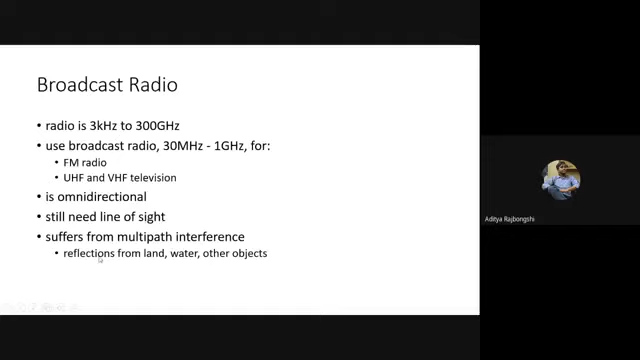 Broadcast Radio
• radio is 3kHz to 300GHz
• use broadcast radio, 30MHz - 1GHz, for:
• FM radio
• UHF and VHF television
• is omnidirectional
• still need line of sight
• suffers from multipath interference
• reflections from land, water, other objects
Aditya Rajbongshi